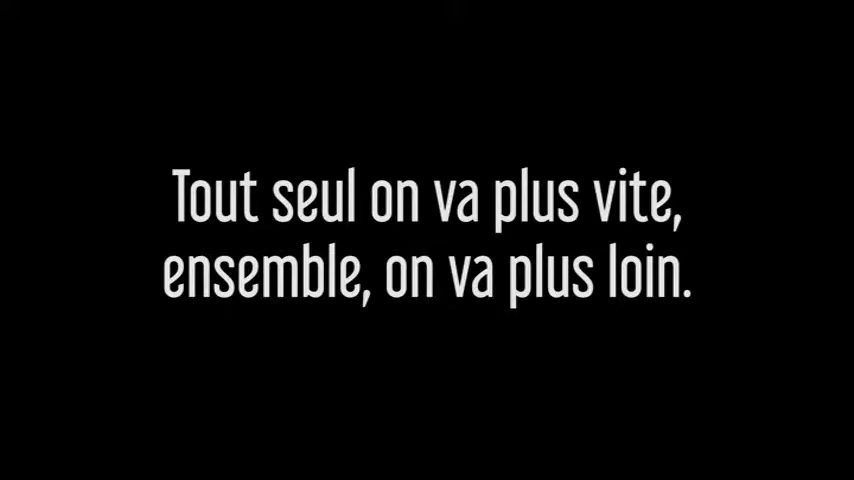 Tout seul on va plus vite,
ensemble, on va plus loin.